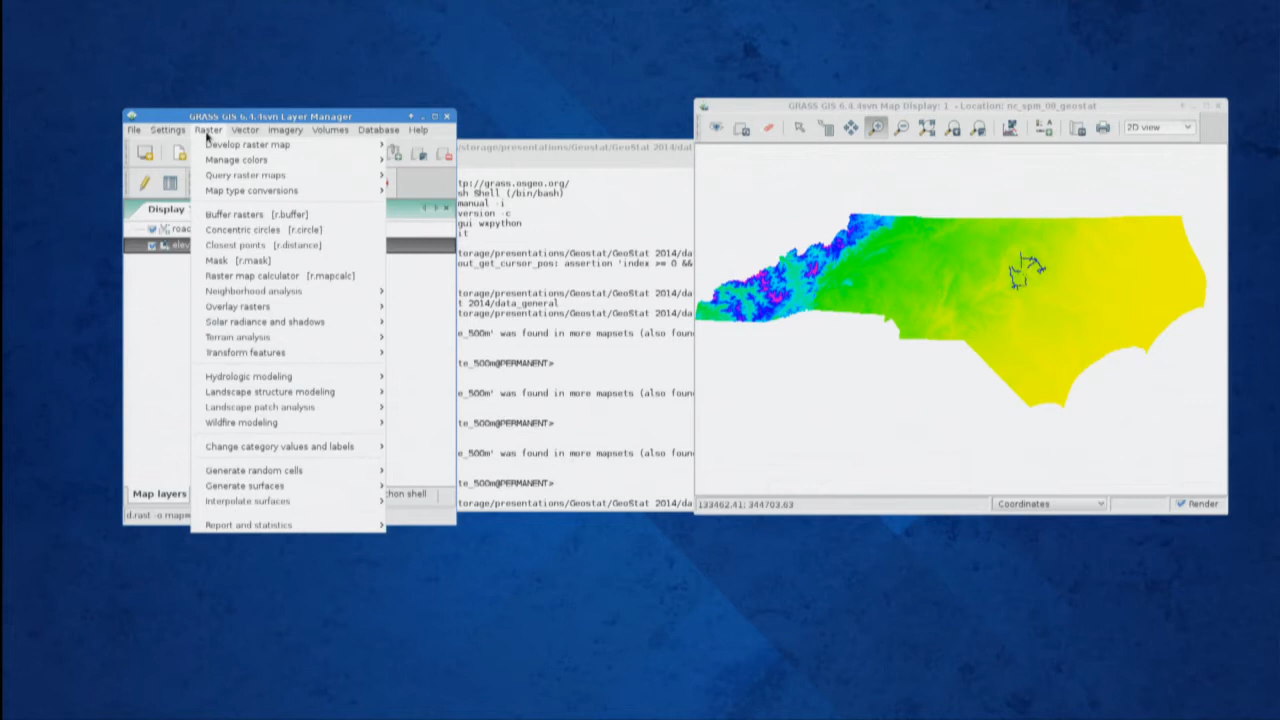 GRASS GIS 6.4.4svn Layer Manager
File Settings Raster Vector Imagery Volumes Database Help
Develop raster map
Manage colors
Query raster maps
Map type conversions
Buffer rasters [r.buffer]
Concentric circles [r.circle]
Closest points [r.distance]
Mask [r.mask]
Raster map calculator [r.mapcalc]
Neighborhood analysis
Overlay rasters
Solar radiance and shadows
Terrain analysis
Transform features
Hydrologic modeling
Landscape structure modeling
Landscape patch analysis
Wildfire modeling
Change category values and labels
Generate random cells
Generate surfaces
Interpolate surfaces
Report and statistics
Display
roac
elev
Map layers
hon shell
d.rast -o map=
/storage/presentations/Geostat/GeoStat 2014/dat
tp://grass.osgeo.org/
sh Shell (/bin/bash)
manual -i
version -c
gui wxpython
it
torage/presentations/Geostat/GeoStat 2014/da
out_get_cursor_pos: assertion 'index >= 0 &&
torage/presentations/Geostat/GeoStat 2014/da
t 2014/data_general
torage/presentations/Geostat/GeoStat 2014/da
e_500m' was found in more mapsets (also foun
te_500m@PERMANENT>
e_500m' was found in more mapsets (also foun
te_500m@PERMANENT>
e_500m' was found in more mapsets (also foun
te_500m@PERMANENT>
torage/presentations/Geostat/GeoStat 2014/da
GRASS GIS 6.4.4svn Map Display: 1 - Location: nc_spm_08_geostat
2D view
133462.41; 344703.63
Coordinates
Render